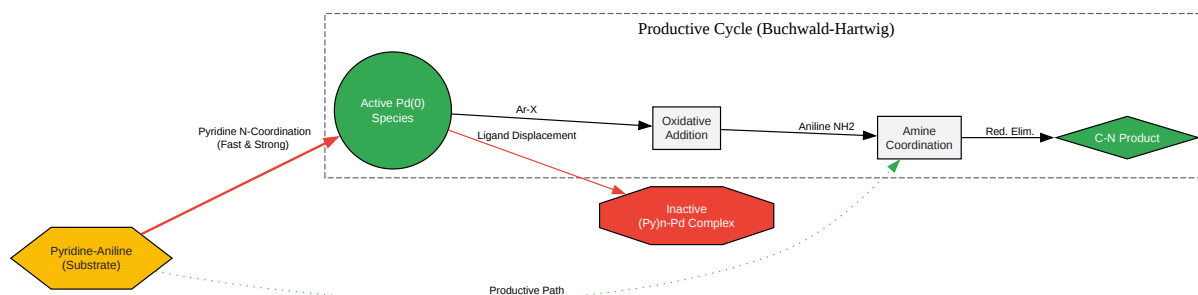 Productive Cycle (Buchwald-Hartwig)
Active Pd(0)
Species
Pyridine N-Coordination
(Fast & Strong)
Ar-X
Ligand Displacement
Oxidative
Addition
Aniline NH2
Amine
Coordination
Red. Elim.
C-N Product
Inactive
(Py)n-Pd Complex
Pyridine-Aniline
(Substrate)
Productive Path